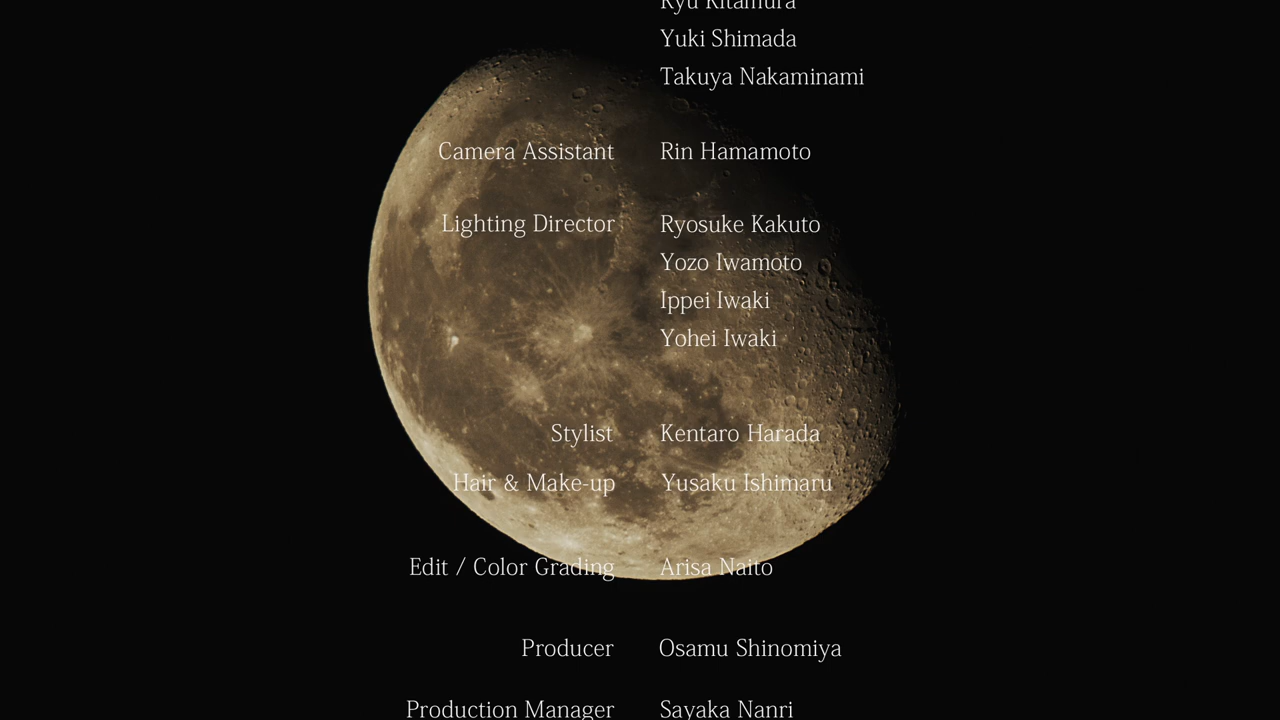 Ryu Kitamura
Yuki Shimada
Takuya Nakaminami
Camera Assistant Rin Hamamoto
Lighting Director Ryosuke Kakuto
Yozo Iwamoto
Ippei Iwaki
Yohei Iwaki
Stylist Kentaro Harada
Hair & Make-up Yusaku Ishimaru
Edit / Color Grading Arisa Naito
Producer Osamu Shinomiya
Production Manager Sayaka Nanri